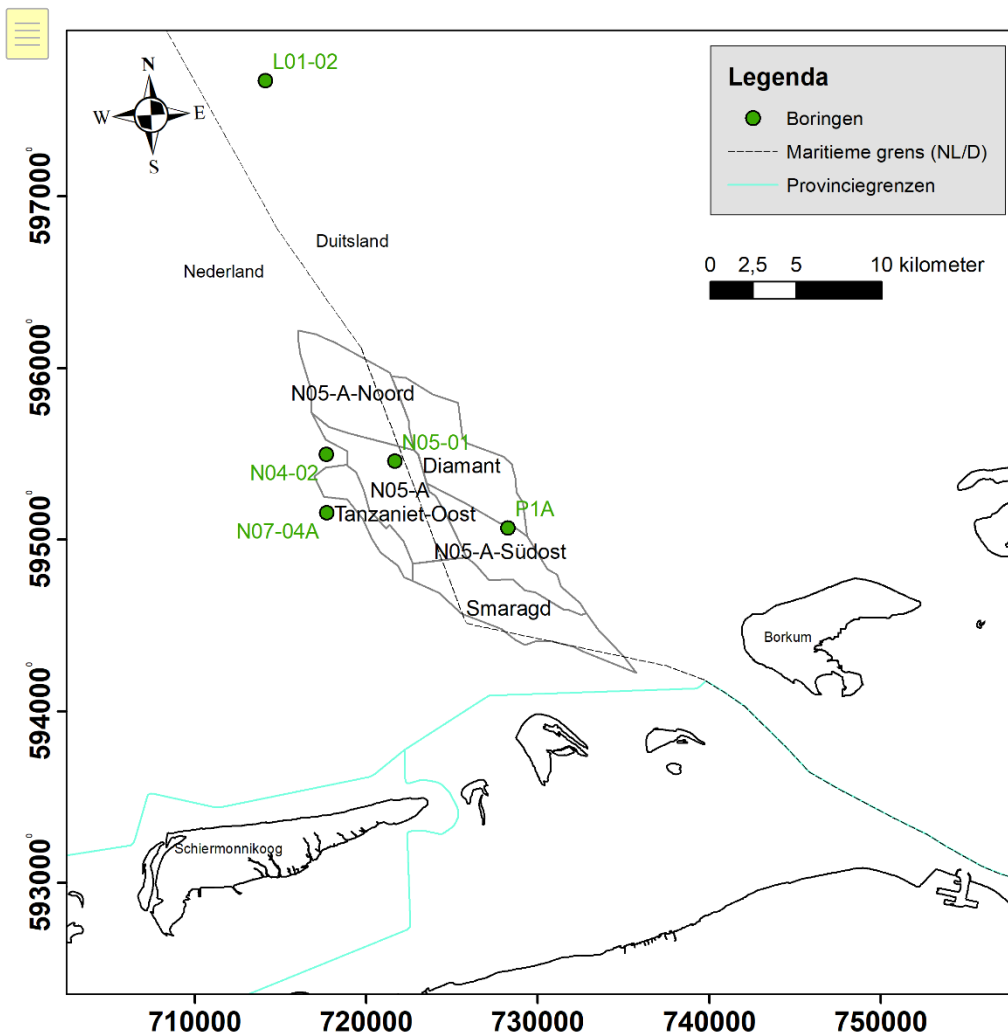 L01-02
N
W
E
S
Legenda
Boringen
Maritieme grens (NL/D)
Provinciegrenzen
0 2,5 5 10 kilometer
Duitsland
Nederland
N05-A-Noord
N05-01
N04-02
Diamant
N05-A
N07-04A
Tanzaniet-Oost
P1A
N05-A-Südost
Smaragd
Borkum
Schiermonnikoog
597000°
596000°
595000°
594000°
593000°
710000 720000 730000 740000 750000